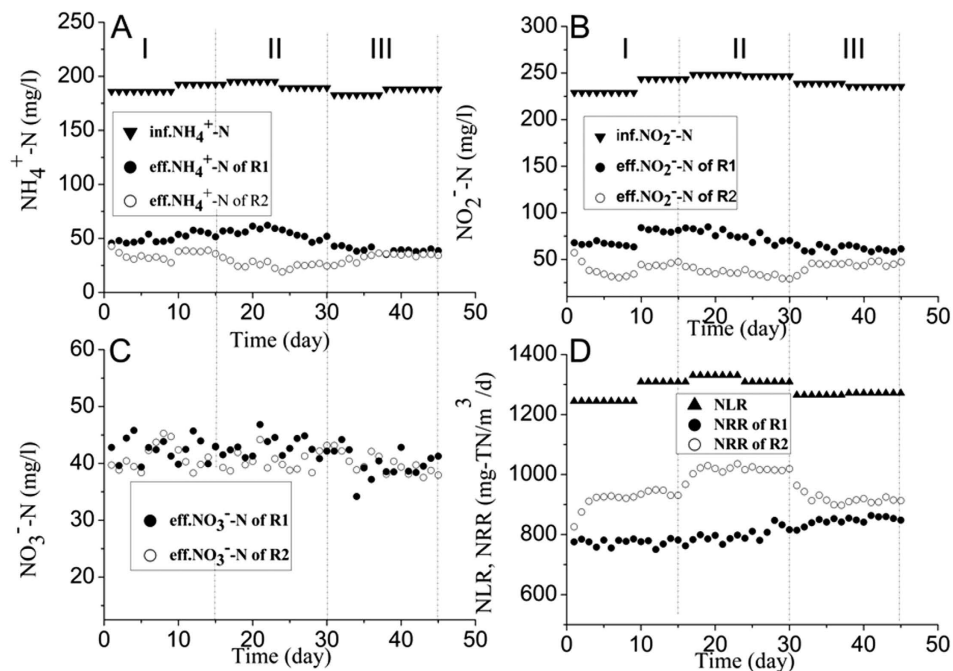 A
I II III
NH4+-N (mg/l)
250
200
150
100
50
0
inf.NH4+-N
eff.NH4+-N of R1
eff.NH4+-N of R2
0 10 20 30 40 50
Time (day)
B
I II III
NO2−-N (mg/l)
300
250
200
150
100
50
inf.NO2−-N
eff.NO2−-N of R1
eff.NO2−-N of R2
0 10 20 30 40 50
Time (day)
C
NO3−-N (mg/l)
60
50
40
30
20
eff.NO3−-N of R1
eff.NO3−-N of R2
0 10 20 30 40 50
Time (day)
D
NLR, NRR (mg-TN/m3/d)
1400
1200
1000
800
600
NLR
NRR of R1
NRR of R2
0 10 20 30 40 50
Time (day)